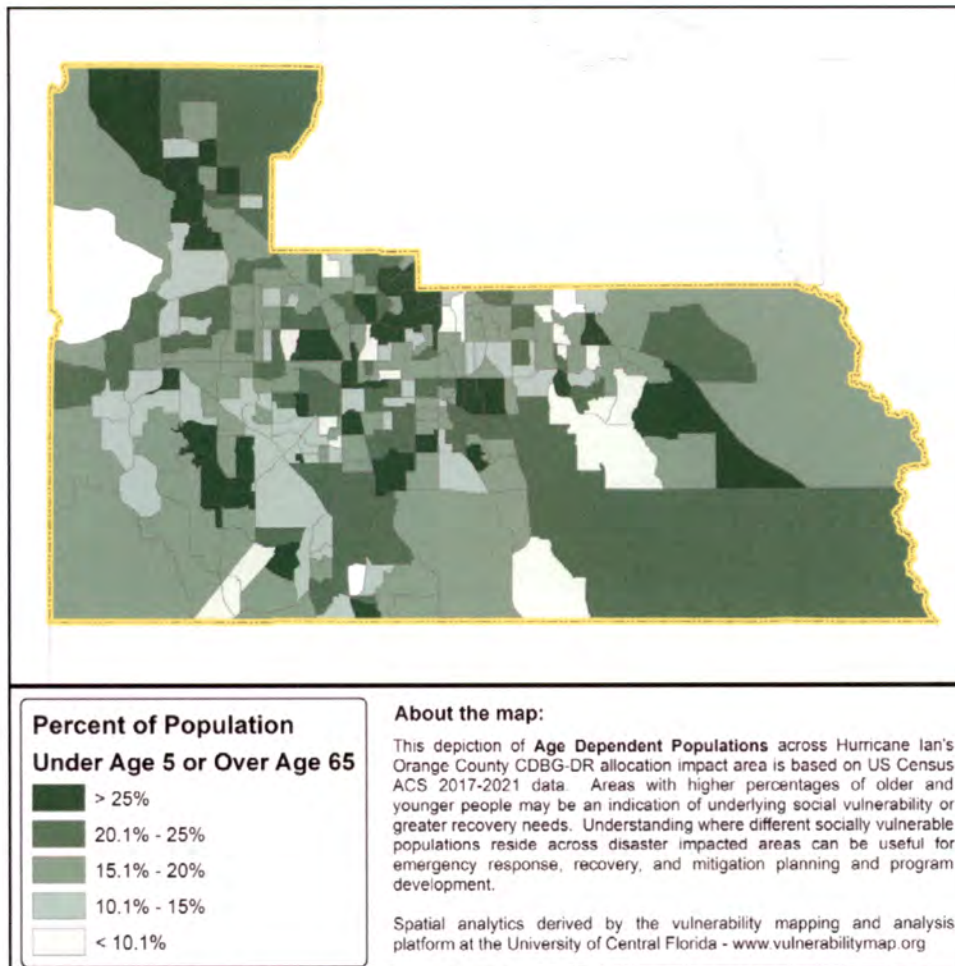 Percent of Population
Under Age 5 or Over Age 65
> 25%
20.1% - 25%
15.1% - 20%
10.1% - 15%
< 10.1%
About the map:
This depiction of Age Dependent Populations across Hurricane Ian's
Orange County CDBG-DR allocation impact area is based on US Census
ACS 2017-2021 data. Areas with higher percentages of older and
younger people may be an indication of underlying social vulnerability or
greater recovery needs. Understanding where different socially vulnerable
populations reside across disaster impacted areas can be useful for
emergency response, recovery, and mitigation planning and program
development.
Spatial analytics derived by the vulnerability mapping and analysis
platform at the University of Central Florida - www.vulnerabilitymap.org